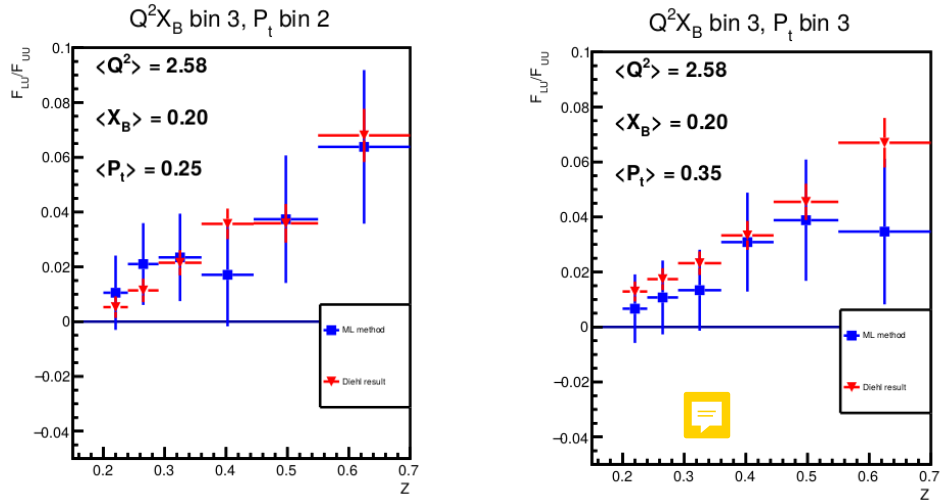 Q²X_B bin 3, P_t bin 2
F_LU/F_UU
0.1
0.08
0.06
0.04
0.02
0
−0.02
−0.04
⟨Q²⟩ = 2.58
⟨X_B⟩ = 0.20
⟨P_t⟩ = 0.25
ML method
Diehl result
0.2 0.3 0.4 0.5 0.6 0.7
Z
Q²X_B bin 3, P_t bin 3
F_LU/F_UU
0.1
0.08
0.06
0.04
0.02
0
−0.02
−0.04
⟨Q²⟩ = 2.58
⟨X_B⟩ = 0.20
⟨P_t⟩ = 0.35
ML method
Diehl result
0.2 0.3 0.4 0.5 0.6 0.7
Z